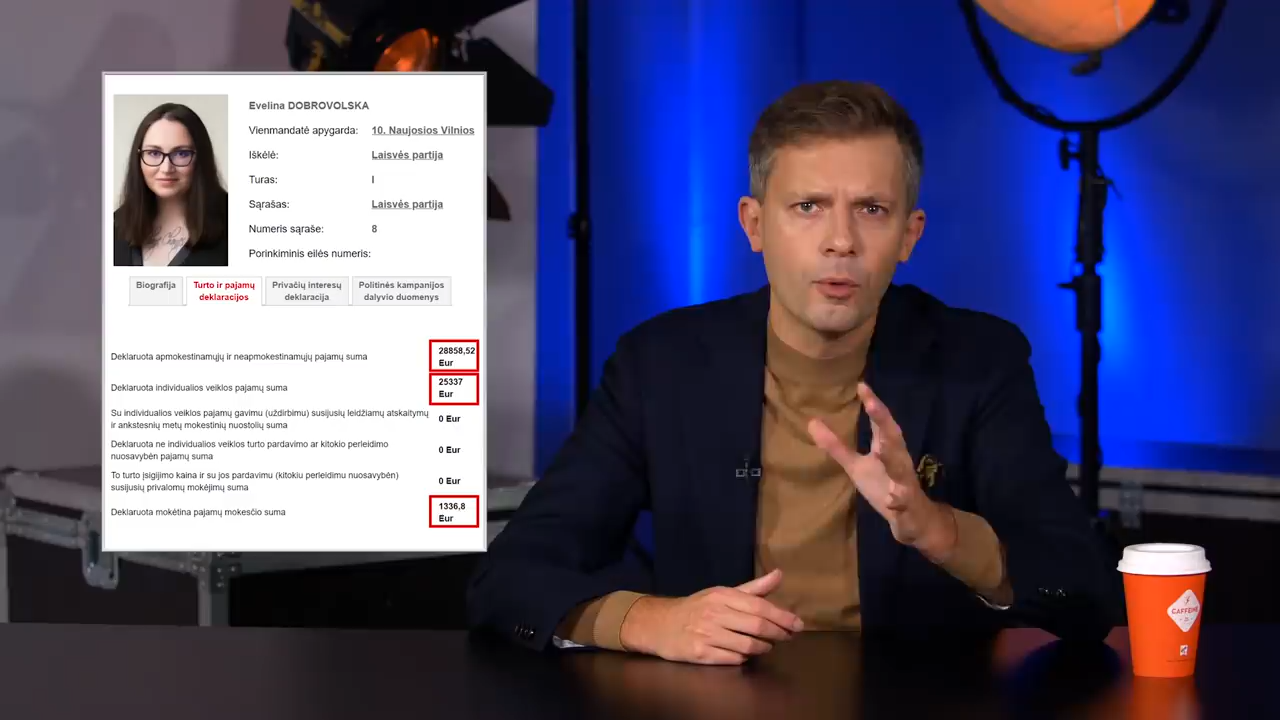 Evelina DOBROVOLSKA
Vienmandatė apygarda: 10. Naujosios Vilnios
Iškėlė: Laisvės partija
Turas: I
Sąrašas: Laisvės partija
Numeris sąraše: 8
Porinkiminis eilės numeris:
Biografija
Turto ir pajamų
deklaracijos
Privačių interesų
deklaracija
Politinės kampanijos
dalyvio duomenys
Deklaruota apmokestinamųjų ir neapmokestinamųjų pajamų suma
28858,52
Eur
Deklaruota individualios veiklos pajamų suma
25337
Eur
Su individualios veiklos pajamų gavimu (uždirbimu) susijusių leidžiamų atskaitymų
ir ankstesnių metų mokestinių nuostolių suma
0 Eur
Deklaruota ne individualios veiklos turto pardavimo ar kitokio perleidimo
nuosavybėn pajamų suma
0 Eur
To turto įsigijimo kaina ir su jos pardavimu (kitokiu perleidimu nuosavybėn)
susijusių privalomų mokėjimų suma
0 Eur
Deklaruota mokėtina pajamų mokesčio suma
1336,8
Eur
CAFFEINE